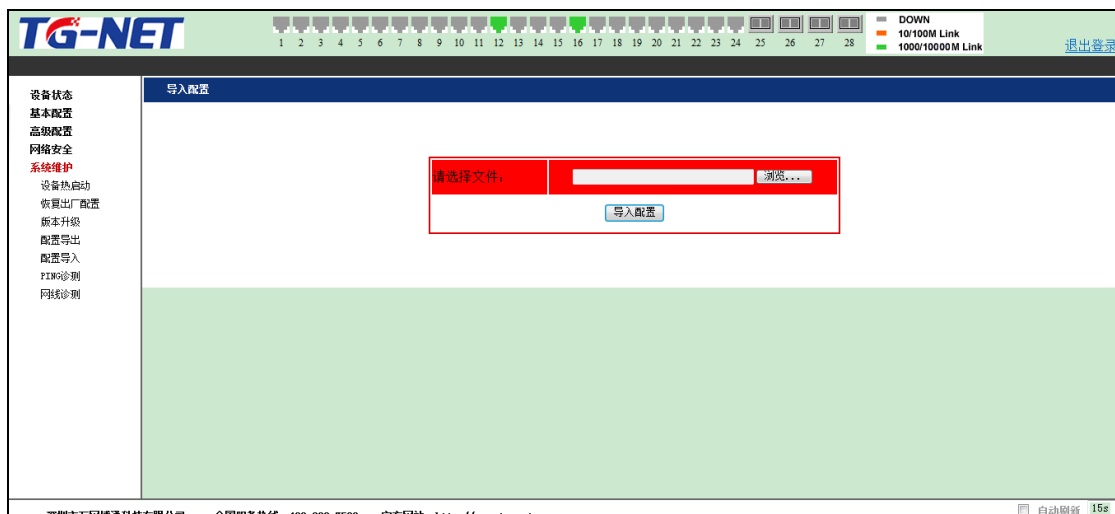 TG-NET
1 2 3 4 5 6 7 8 9 10 11 12 13 14 15 16 17 18 19 20 21 22 23 24 25 26 27 28
DOWN
10/100M Link
1000/10000M Link
退出登录
导入配置
设备状态
基本配置
高级配置
网络安全
系统维护
设备热启动
恢复出厂配置
版本升级
配置导出
配置导入
PING诊测
网线诊测
请选择文件:
浏览...
导入配置
自动刷新 15s